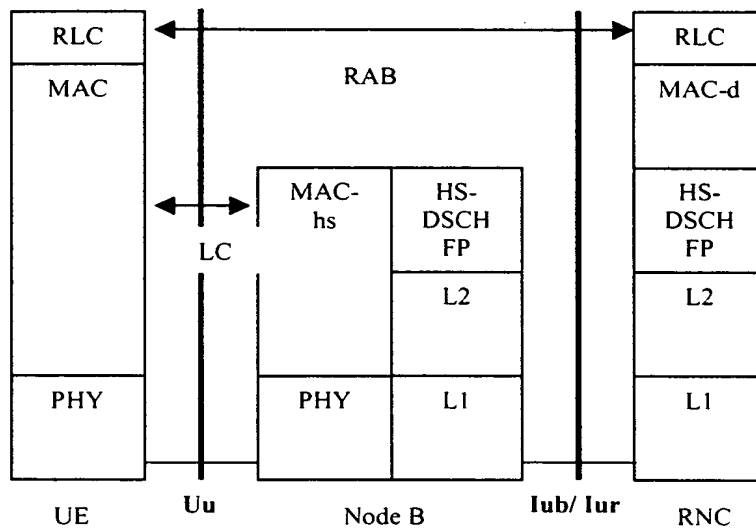 RLC
RLC
MAC
RAB
MAC-d
MAC-
hs
HS-
DSCH
FP
HS-
DSCH
FP
LC
L2
L2
PHY
PHY
L1
L1
UE
Uu
Node B
Iub/ Iur
RNC